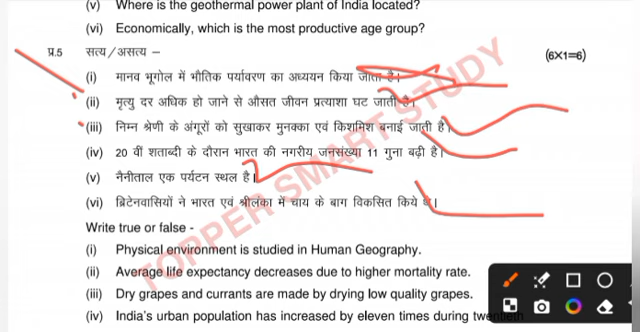 (v) Where is the geothermal power plant of India located?
(vi) Economically, which is the most productive age group?
प्र.5 सत्य/असत्य – (6X1=6)
(i) मानव भूगोल में भौतिक पर्यावरण का अध्ययन किया जाता है।
(ii) मृत्यु दर अधिक हो जाने से औसत जीवन प्रत्याशा घट जाती है।
(iii) निम्न श्रेणी के अंगूरों को सुखाकर मुनक्का एवं किशमिश बनाई जाती है।
(iv) 20 वीं शताब्दी के दौरान भारत की नगरीय जनसंख्या 11 गुना बढ़ी है।
(v) नैनीताल एक पर्यटन स्थल है।
(vi) ब्रिटेनवासियों ने भारत एवं श्रीलंका में चाय के बाग विकसित किये थे।
Write true or false -
(i) Physical environment is studied in Human Geography.
(ii) Average life expectancy decreases due to higher mortality rate.
(iii) Dry grapes and currants are made by drying low quality grapes.
(iv) India's urban population has increased by eleven times during twentieth
TOPPER SMART STUDY